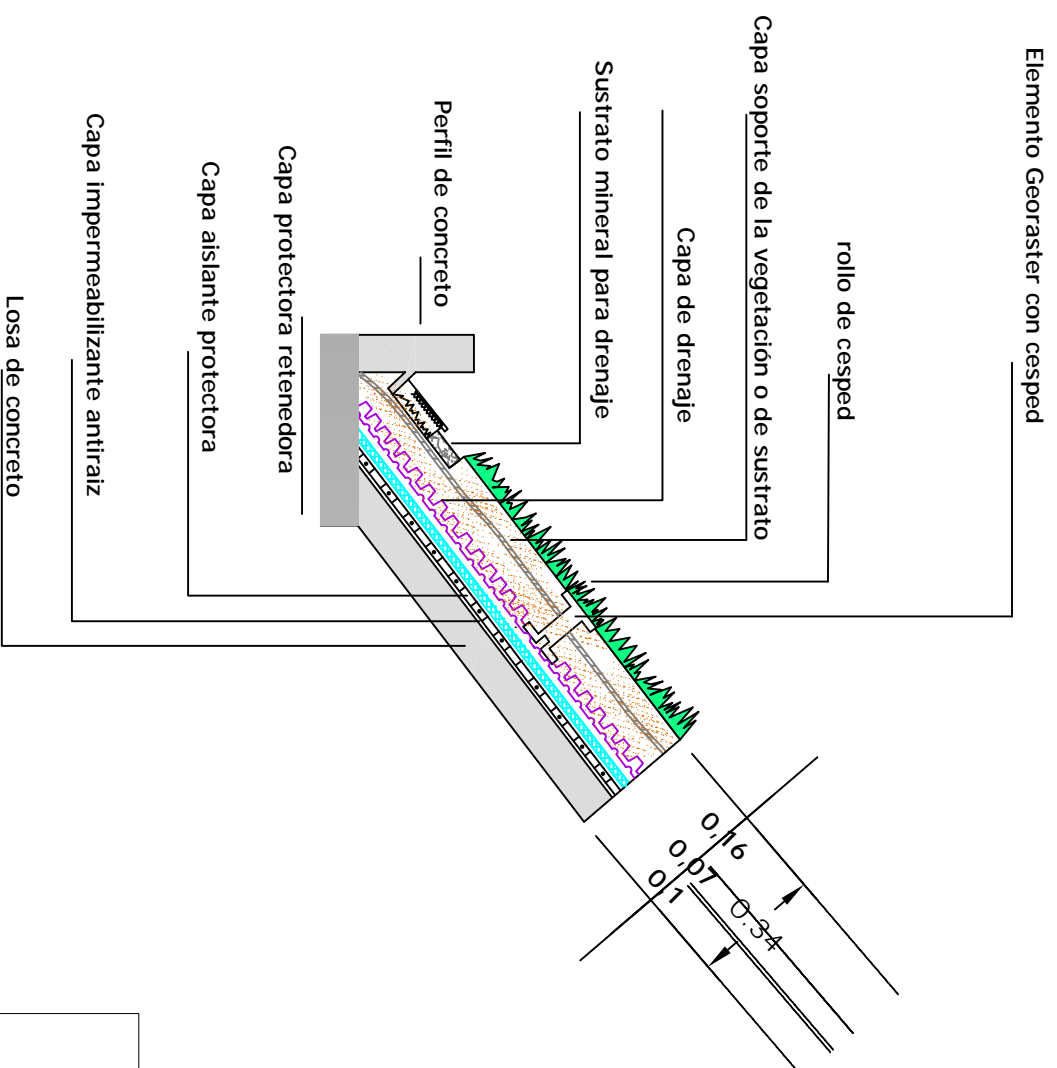 Elemento Georaster con cesped
rollo de cesped
Capa soporte de la vegetación o de sustrato
Capa de drenaje
Sustrato mineral para drenaje
Perfil de concreto
Capa protectora retenedora
Capa aislante protectora
Capa impermeabilizante antiraiz
Losa de concreto
0,16
0,07
0,1
0.34